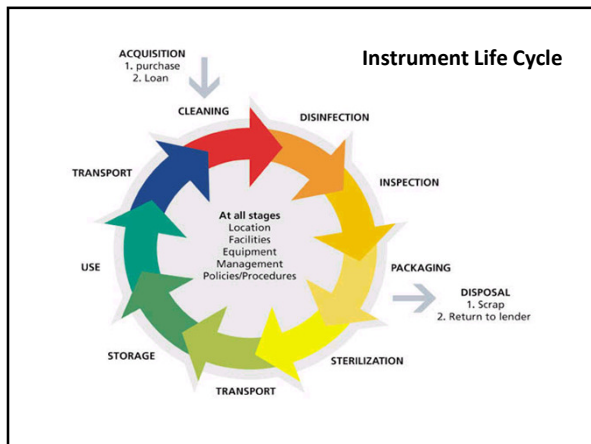 Instrument Life Cycle
ACQUISITION
1. purchase
2. Loan
CLEANING
DISINFECTION
INSPECTION
PACKAGING
DISPOSAL
1. Scrap
2. Return to lender
STERILIZATION
TRANSPORT
STORAGE
USE
TRANSPORT
At all stages
Location
Facilities
Equipment
Management
Policies/Procedures